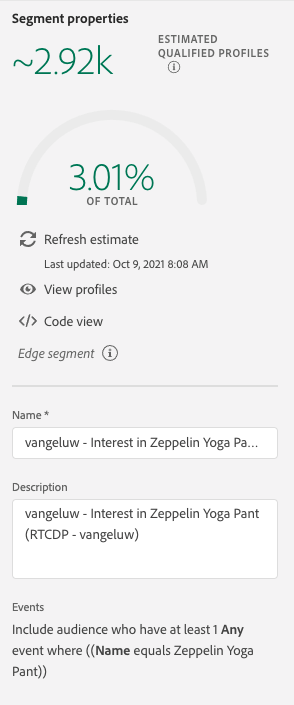 Segment properties
~2.92k
ESTIMATED
QUALIFIED PROFILES
3.01%
OF TOTAL
Refresh estimate
Last updated: Oct 9, 2021 8:08 AM
View profiles
</> Code view
Edge segment
Name *
vangeluw - Interest in Zeppelin Yoga Pa...
Description
vangeluw - Interest in Zeppelin Yoga Pant
(RTCDP - vangeluw)
Events
Include audience who have at least 1 Any
event where ((Name equals Zeppelin Yoga
Pant))